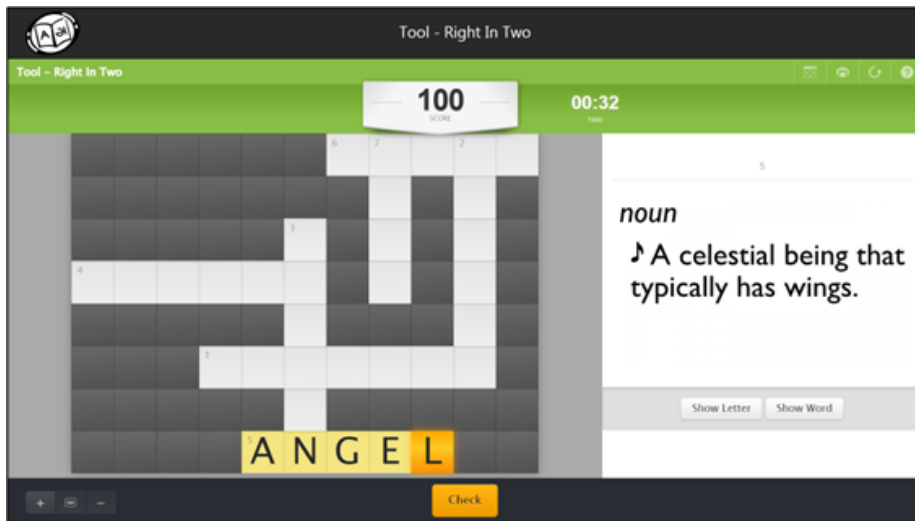 Tool - Right In Two
Tool – Right In Two
100
SCORE
00:32
TIME
6 7 2
3
4
5
noun
♪ A celestial being that
typically has wings.
Show Letter Show Word
5
ANGEL
Check